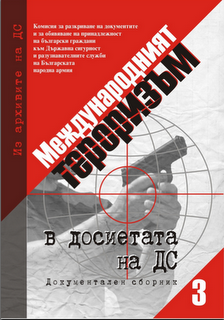 Комисия за разкриване на документите
и за обявяване на принадлежност
на български граждани
към Държавна сигурност
и разузнавателните служби
на Българската
народна армия
Из архивите на ДС
Международният
тероризъм
в досиетата
на ДС
Документален сборник
3